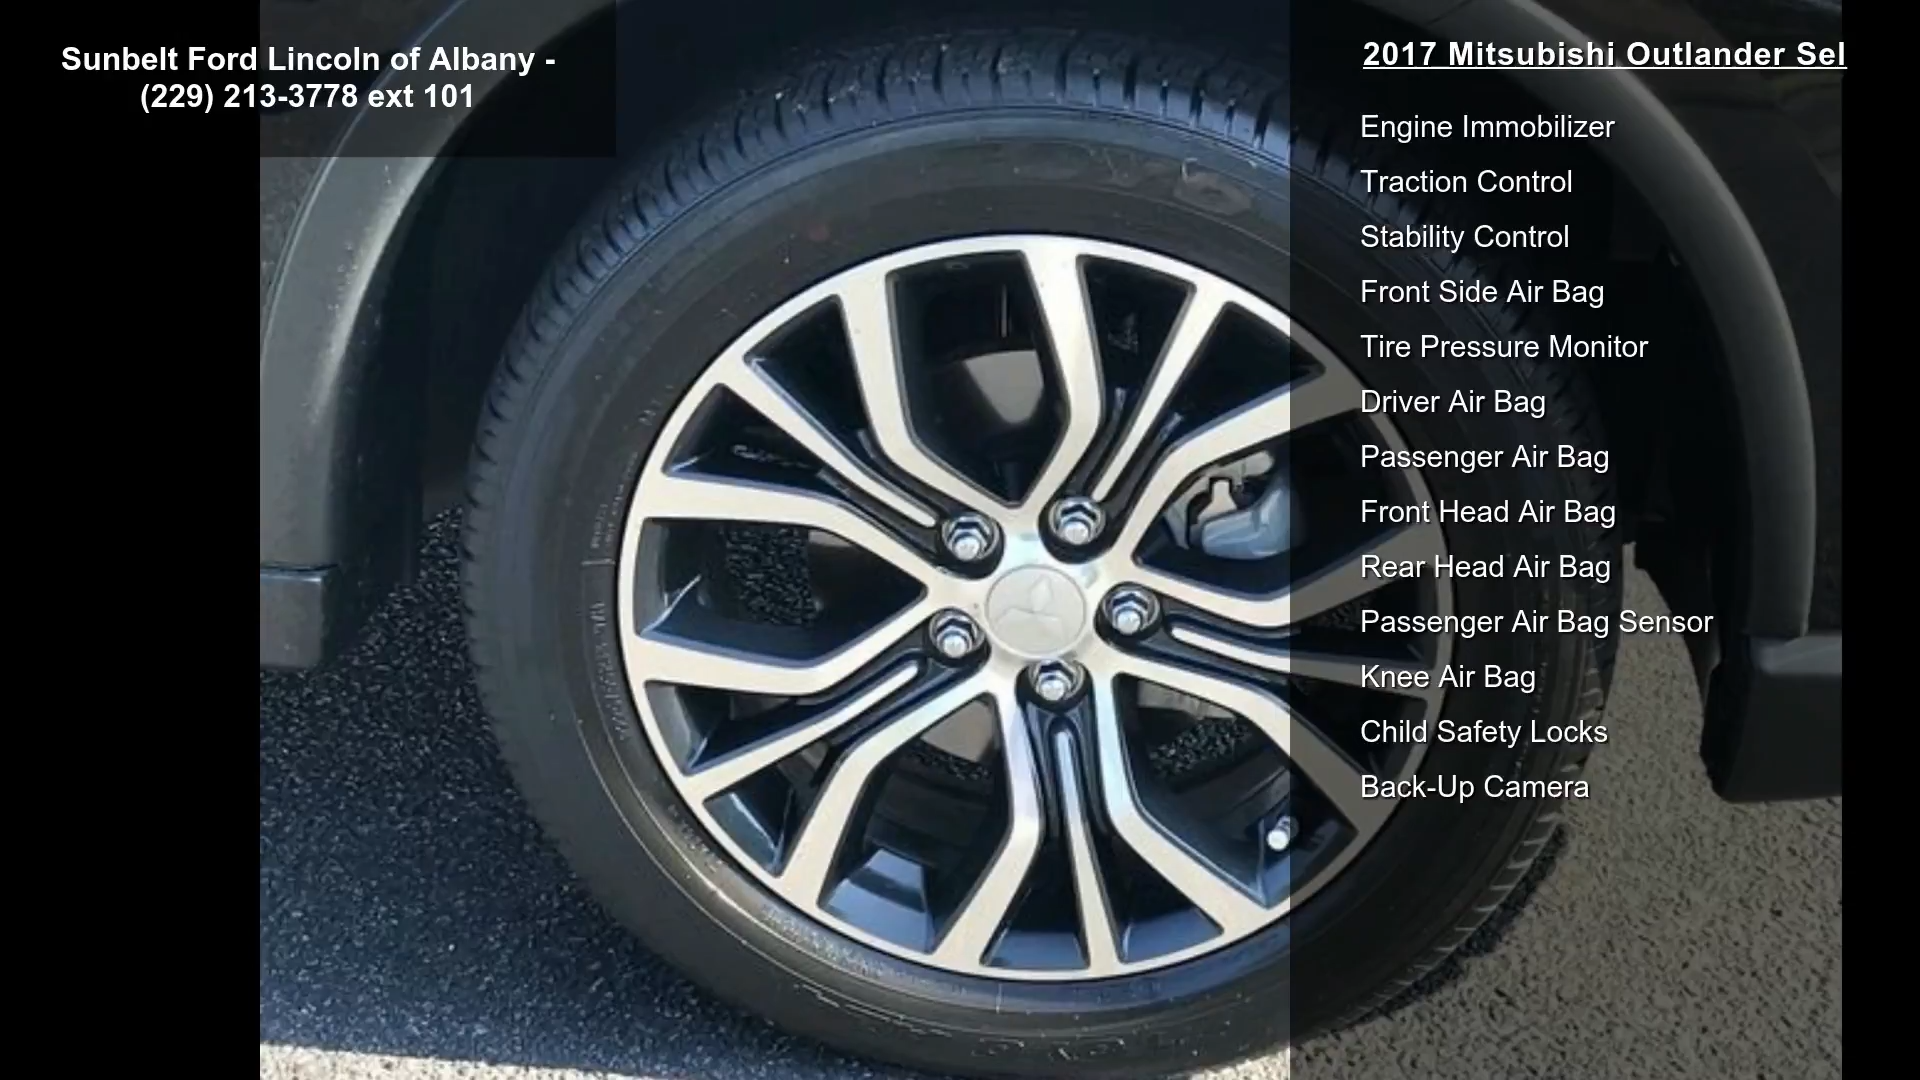 Sunbelt Ford Lincoln of Albany -
(229) 213-3778 ext 101
2017 Mitsubishi Outlander Sel
Engine Immobilizer
Traction Control
Stability Control
Front Side Air Bag
Tire Pressure Monitor
Driver Air Bag
Passenger Air Bag
Front Head Air Bag
Rear Head Air Bag
Passenger Air Bag Sensor
Knee Air Bag
Child Safety Locks
Back-Up Camera